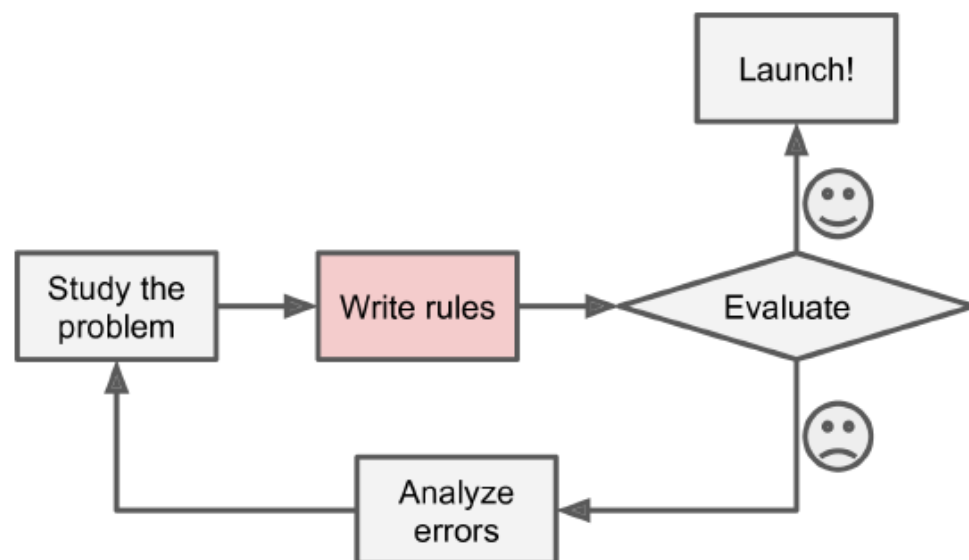 Launch!
Study the
problem
Write rules
Evaluate
Analyze
errors